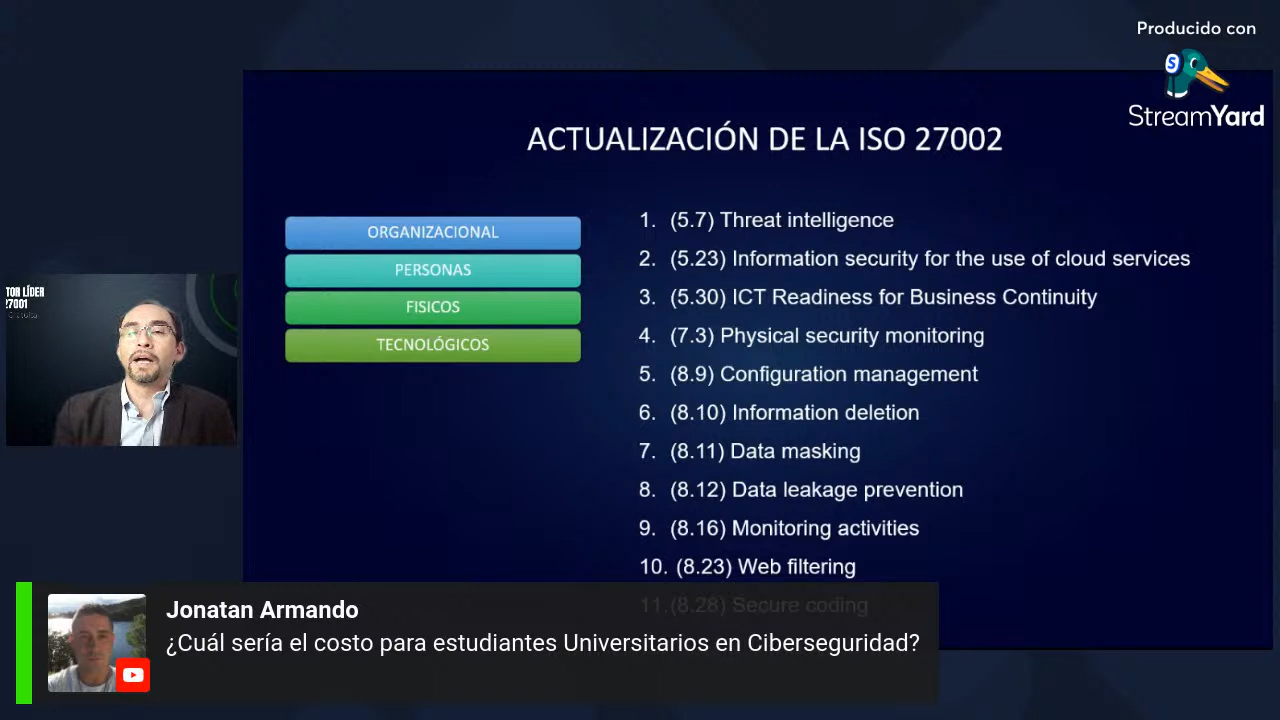 Producido con
StreamYard
ACTUALIZACIÓN DE LA ISO 27002
ORGANIZACIONAL
PERSONAS
FISICOS
TECNOLÓGICOS
1. (5.7) Threat intelligence
2. (5.23) Information security for the use of cloud services
3. (5.30) ICT Readiness for Business Continuity
4. (7.3) Physical security monitoring
5. (8.9) Configuration management
6. (8.10) Information deletion
7. (8.11) Data masking
8. (8.12) Data leakage prevention
9. (8.16) Monitoring activities
10. (8.23) Web filtering
11. (8.28) Secure coding
TOR LÍDER
27001
Jonatan Armando
¿Cuál sería el costo para estudiantes Universitarios en Ciberseguridad?